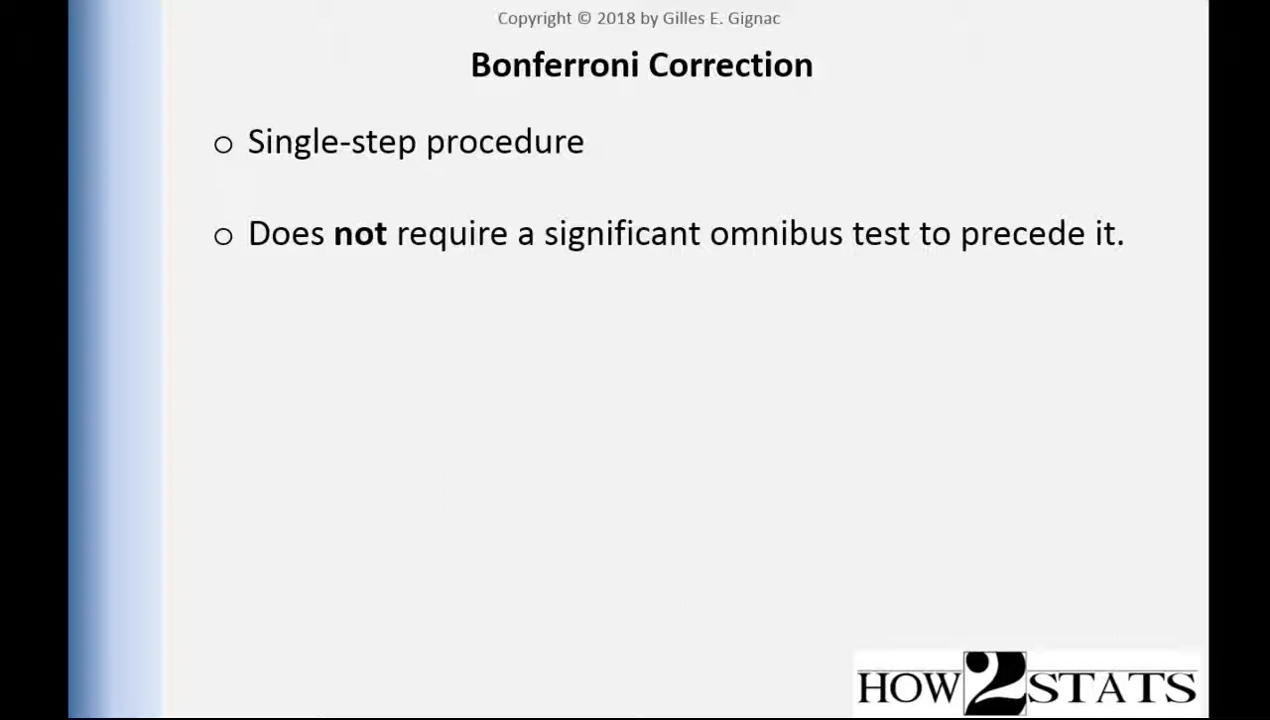 Copyright © 2018 by Gilles E. Gignac
Bonferroni Correction
o Single-step procedure
o Does not require a significant omnibus test to precede it.
HOW2STATS